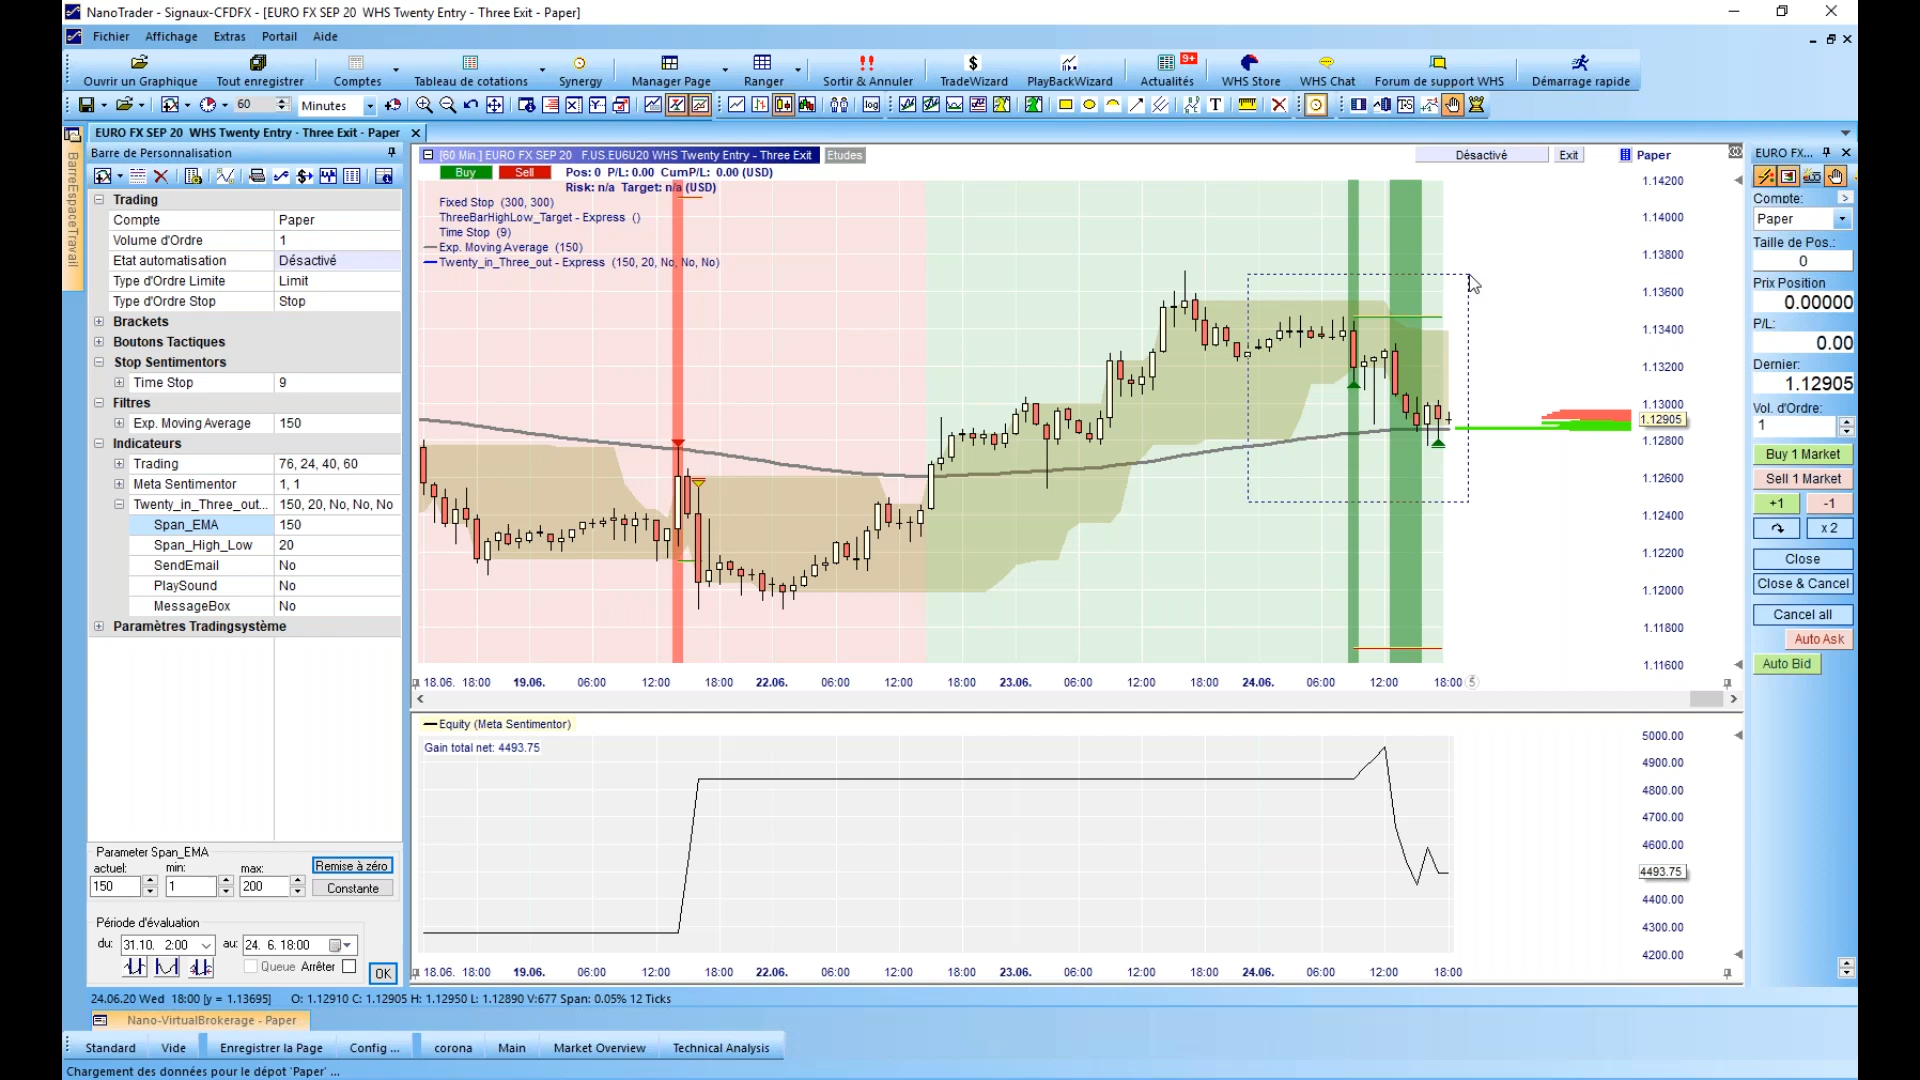 NanoTrader - Signaux-CFDFX - [EURO FX SEP 20  WHS Twenty Entry - Three Exit - Paper]
Fichier Affichage Extras Portail Aide
Ouvrir un Graphique Tout enregistrer Comptes Tableau de cotations Synergy Manager Page Ranger Sortir & Annuler TradeWizard PlayBackWizard Actualités 9+ WHS Store WHS Chat Forum de support WHS Démarrage rapide
60 Minutes
EURO FX SEP 20  WHS Twenty Entry - Three Exit - Paper
BarreEspaceTravail
Barre de Personnalisation
Trading
Compte Paper
Volume d'Ordre 1
Etat automatisation Désactivé
Type d'Ordre Limite Limit
Type d'Ordre Stop Stop
Brackets
Boutons Tactiques
Stop Sentimentors
Time Stop 9
Filtres
Exp. Moving Average 150
Indicateurs
Trading 76, 24, 40, 60
Meta Sentimentor 1, 1
Twenty_in_Three_out... 150, 20, No, No, No
Span_EMA 150
Span_High_Low 20
SendEmail No
PlaySound No
MessageBox No
Paramètres Tradingsystème
Parameter Span_EMA
actuel: min: max: Remise à zéro
150 1 200 Constante
Période d'évaluation
du: 31.10. 2:00 au: 24. 6. 18:00
Queue Arrêter OK
[60 Min.] EURO FX SEP 20 F.US.EU6U20 WHS Twenty Entry - Three Exit Etudes Désactivé Exit Paper
Buy Sell Pos: 0 P/L: 0.00 CumP/L: 0.00 (USD)
Risk: n/a Target: n/a (USD)
Fixed Stop (300, 300)
ThreeBarHighLow_Target - Express ()
Time Stop (9)
Exp. Moving Average (150)
Twenty_in_Three_out - Express (150, 20, No, No, No)
1.14200
1.14000
1.13800
1.13600
1.13400
1.13200
1.13000
1.12905
1.12800
1.12600
1.12400
1.12200
1.12000
1.11800
1.11600
18.06. 18:00 19.06. 06:00 12:00 18:00 22.06. 06:00 12:00 18:00 23.06. 06:00 12:00 18:00 24.06. 06:00 12:00 18:00 5
Equity (Meta Sentimentor)
Gain total net: 4493.75
5000.00
4900.00
4800.00
4700.00
4600.00
4493.75
4400.00
4300.00
4200.00
18.06. 18:00 19.06. 06:00 12:00 18:00 22.06. 06:00 12:00 18:00 23.06. 06:00 12:00 18:00 24.06. 06:00 12:00 18:00
EURO FX...
Compte:
Paper
Taille de Pos.:
0
Prix Position
0.00000
P/L:
0.00
Dernier:
1.12905
Vol. d'Ordre:
1
Buy 1 Market
Sell 1 Market
+1 -1
x 2
Close
Close & Cancel
Cancel all
Auto Ask
Auto Bid
24.06.20 Wed 18:00 [y = 1.13695] O: 1.12910 C: 1.12905 H: 1.12950 L: 1.12890 V:677 Span: 0.05% 12 Ticks
Nano-VirtualBrokerage - Paper
Standard Vide Enregistrer la Page Config ... corona Main Market Overview Technical Analysis
Chargement des données pour le dépot 'Paper' ...